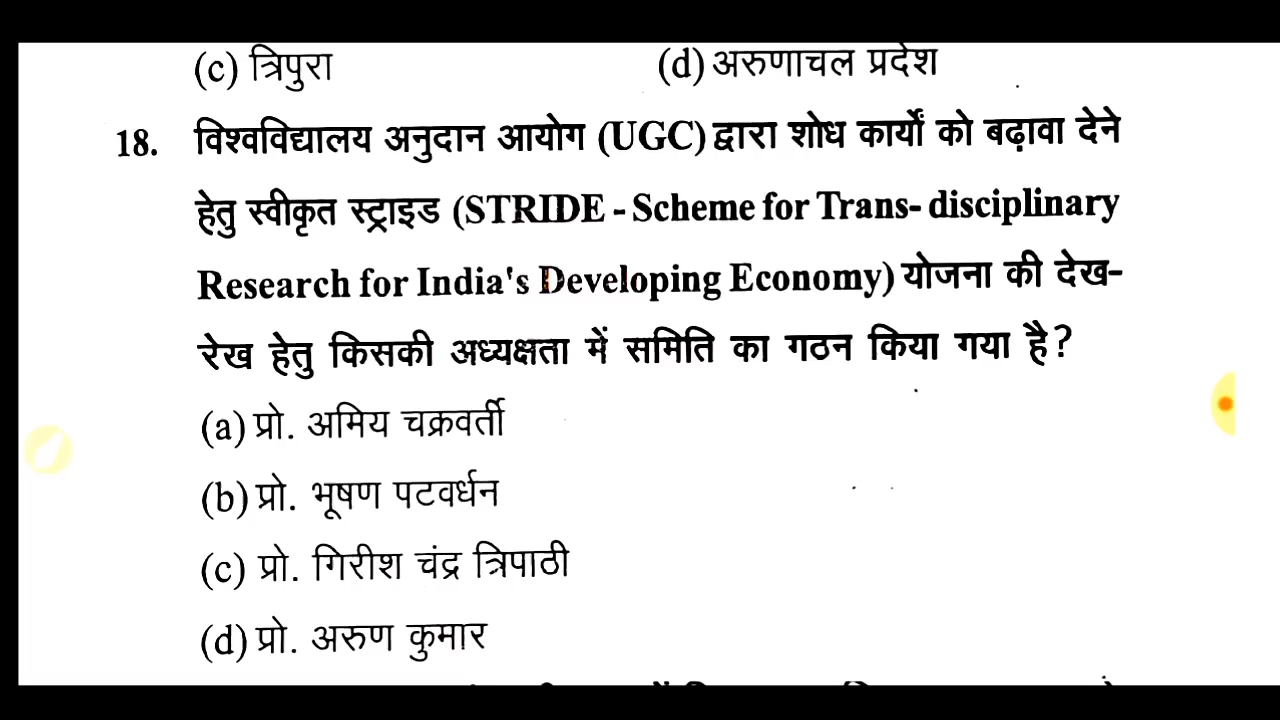 (c) त्रिपुरा (d) अरुणाचल प्रदेश
18. विश्वविद्यालय अनुदान आयोग (UGC) द्वारा शोध कार्यों को बढ़ावा देने
हेतु स्वीकृत स्ट्राइड (STRIDE - Scheme for Trans- disciplinary
Research for India's Developing Economy) योजना की देख-
रेख हेतु किसकी अध्यक्षता में समिति का गठन किया गया है?
(a) प्रो. अमिय चक्रवर्ती
(b) प्रो. भूषण पटवर्धन
(c) प्रो. गिरीश चंद्र त्रिपाठी
(d) प्रो. अरुण कुमार